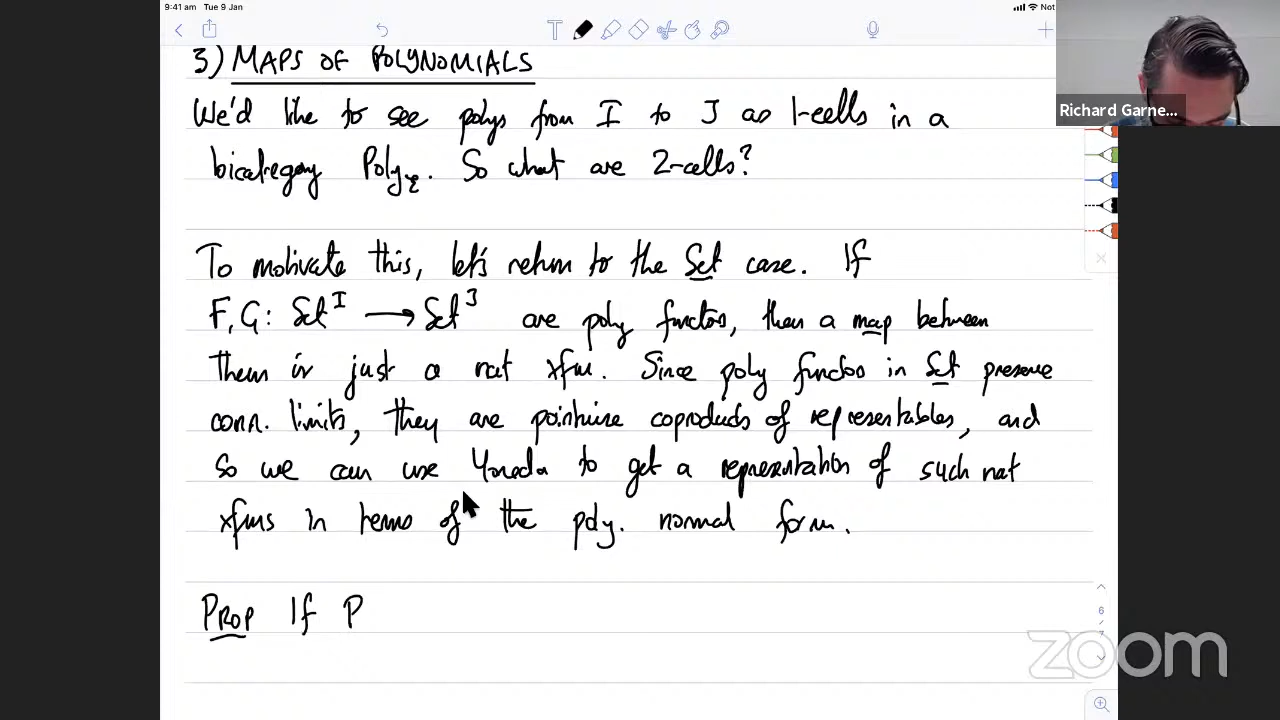 9:41 am Tue 9 Jan
Not
3) MAPS OF POLYNOMIALS
We'd like to see polys from I to J as 1-cells in a
bicategory Poly_ε. So what are 2-cells?
To motivate this, let's return to the Set case. If
F, G: Set^I → Set^J are poly functors, then a map between
them is just a nat xfm. Since poly functors in Set preserve
conn. limits, they are pointwise coproducts of representables, and
so we can use Yoneda to get a representation of such nat
xfms in terms of the poly. normal form.
PROP If P
Richard Garne...
6
7
zoom